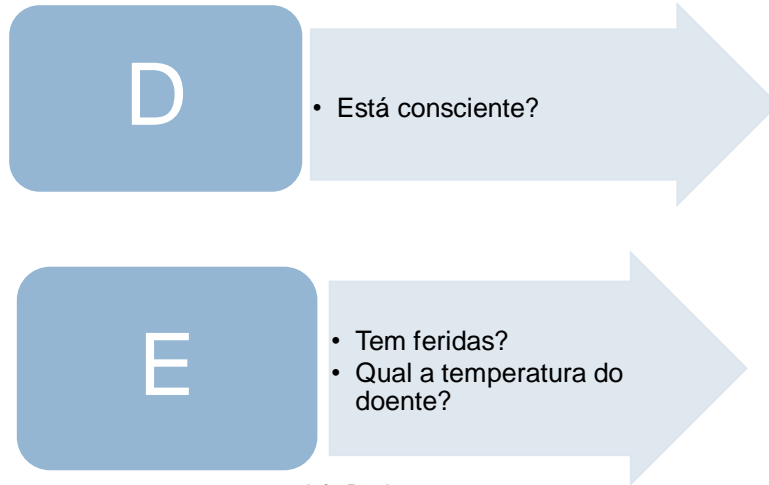 D
• Está consciente?
E
• Tem feridas?
• Qual a temperatura do
doente?